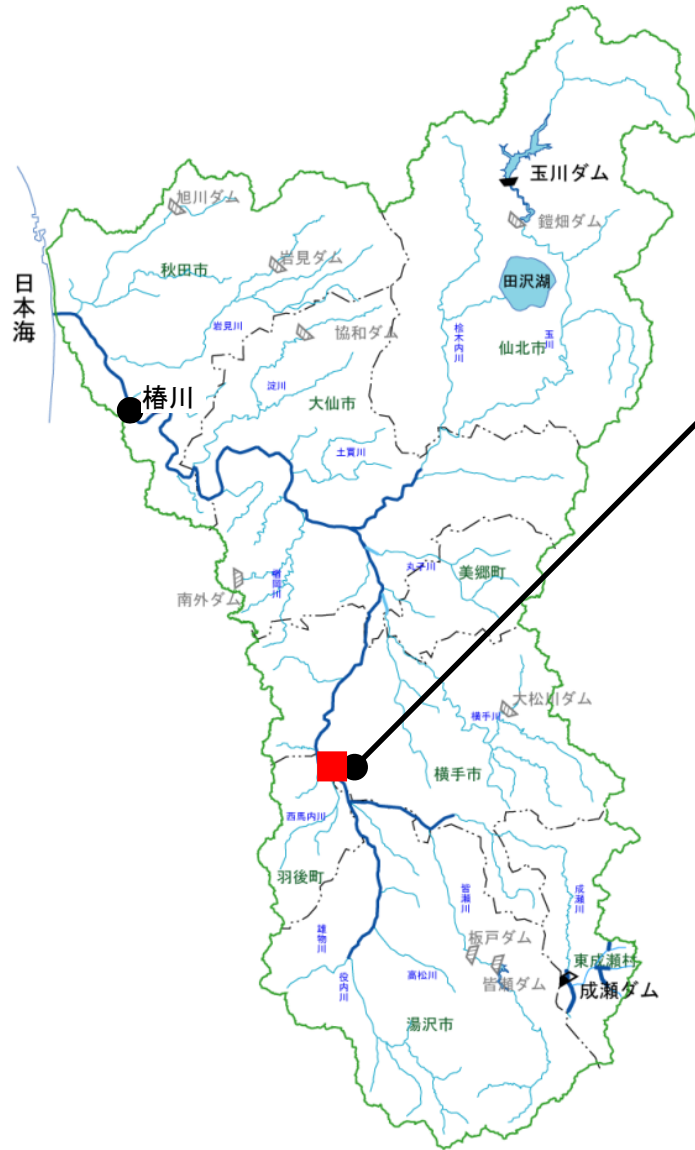 玉川ダム
旭川ダム
鎧畑ダム
岩見ダム
秋田市
日本海
田沢湖
岩見川
協和ダム
桧木内川
玉川
仙北市
淀川
椿川
大仙市
土買川
丸子川
美郷町
楢岡川
南外ダム
大松川ダム
横手川
横手市
西馬内川
羽後町
皆瀬川
成瀬川
雄物川
板戸ダム
東成瀬村
役内川
高松川
皆瀬ダム
成瀬ダム
湯沢市